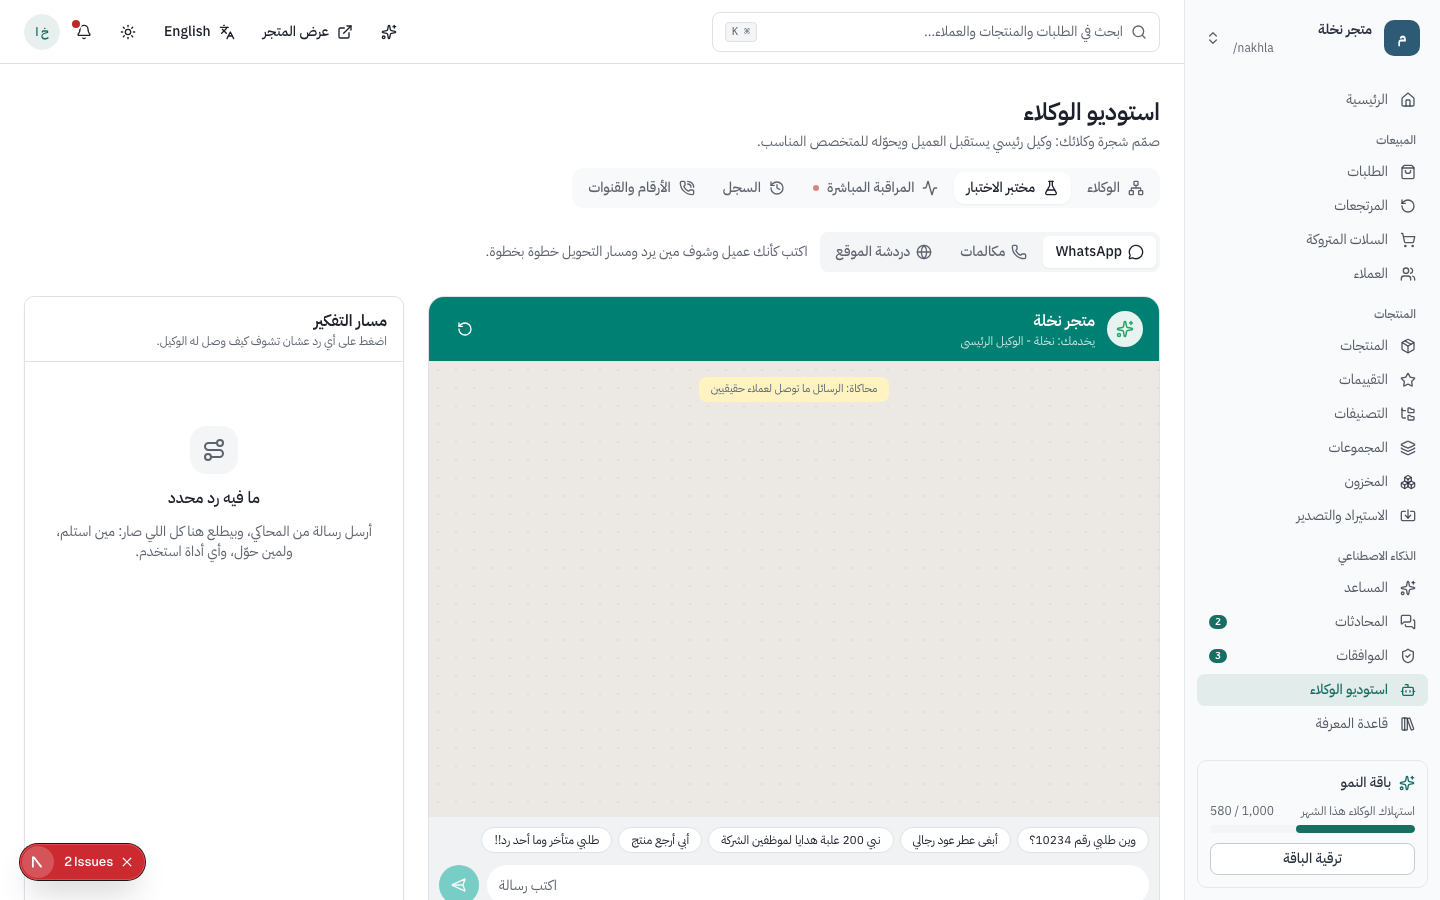 متجر نخلة
/nakhla
الرئيسية
المبيعات
الطلبات
المرتجعات
السلات المتروكة
العملاء
المنتجات
المنتجات
التقييمات
التصنيفات
المجموعات
المخزون
الاستيراد والتصدير
الذكاء الاصطناعي
المساعد
المحادثات 2
الموافقات 3
استوديو الوكلاء
قاعدة المعرفة
باقة النمو
استهلاك الوكلاء هذا الشهر 580 / 1,000
ترقية الباقة
م
ابحث في الطلبات والمنتجات والعملاء... ⌘ K
عرض المتجر
English
خ ا
استوديو الوكلاء
صمّم شجرة وكلائك: وكيل رئيسي يستقبل العميل ويحوّله للمتخصص المناسب.
الوكلاء مختبر الاختبار المراقبة المباشرة السجل الأرقام والقنوات
WhatsApp مكالمات دردشة الموقع اكتب كأنك عميل وشوف مين يرد ومسار التحويل خطوة بخطوة.
متجر نخلة
يخدمك: نخلة - الوكيل الرئيسي
محاكاة: الرسائل ما توصل لعملاء حقيقيين
وين طلبي رقم 10234؟ أبغى عطر عود رجالي نبي 200 علبة هدايا لموظفين الشركة أبي أرجع منتج طلبي متأخر وما أحد رد!!
اكتب رسالة
مسار التفكير
اضغط على أي رد عشان تشوف كيف وصل له الوكيل.
ما فيه رد محدد
أرسل رسالة من المحاكي، وبيطلع هنا كل اللي صار: مين استلم،
ولمين حوّل، وأي أداة استخدم.
2 Issues